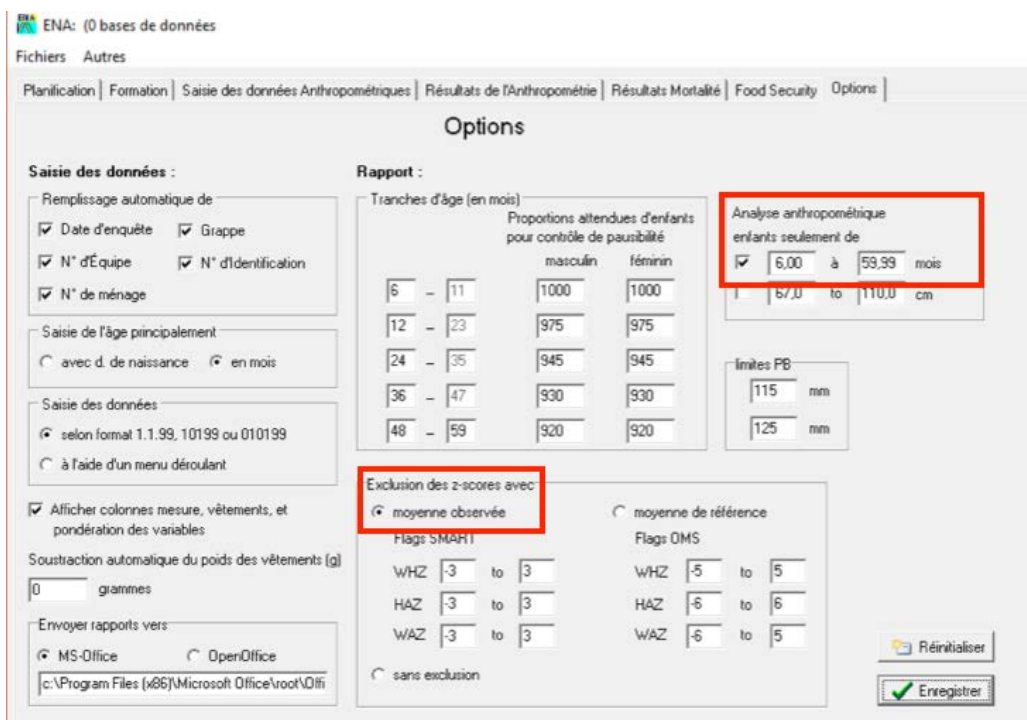 ENA: (0 bases de données
Fichiers Autres
Planification Formation Saisie des données Anthropométriques Résultats de l'Anthropométrie Résultats Mortalité Food Security Options
Options
Saisie des données :
Remplissage automatique de
Date d'enquête Grappe
N° d'Équipe N° d'Identification
N° de ménage
Saisie de l'âge principalement
avec d. de naissance en mois
Saisie des données
selon format 1.1.99, 10199 ou 010199
à l'aide d'un menu déroulant
Afficher colonnes mesure, vêtements, et
pondération des variables
Soustraction automatique du poids des vêtements (g)
0 grammes
Envoyer rapports vers
MS-Office OpenOffice
c:\Program Files (x86)\Microsoft Office\root\Offi
Rapport :
Tranches d'âge (en mois)
Proportions attendues d'enfants
pour contrôle de pausibilité
masculin féminin
6 - 11 1000 1000
12 - 23 975 975
24 - 35 945 945
36 - 47 930 930
48 - 59 920 920
Analyse anthropométrique
enfants seulement de
6,00 à 59,99 mois
67,0 to 110,0 cm
limites PB
115 mm
125 mm
Exclusion des z-scores avec
moyenne observée moyenne de référence
Flags SMART Flags OMS
WHZ -3 to 3 WHZ -5 to 5
HAZ -3 to 3 HAZ -6 to 6
WAZ -3 to 3 WAZ -6 to 5
sans exclusion
Réinitialiser
Enregistrer